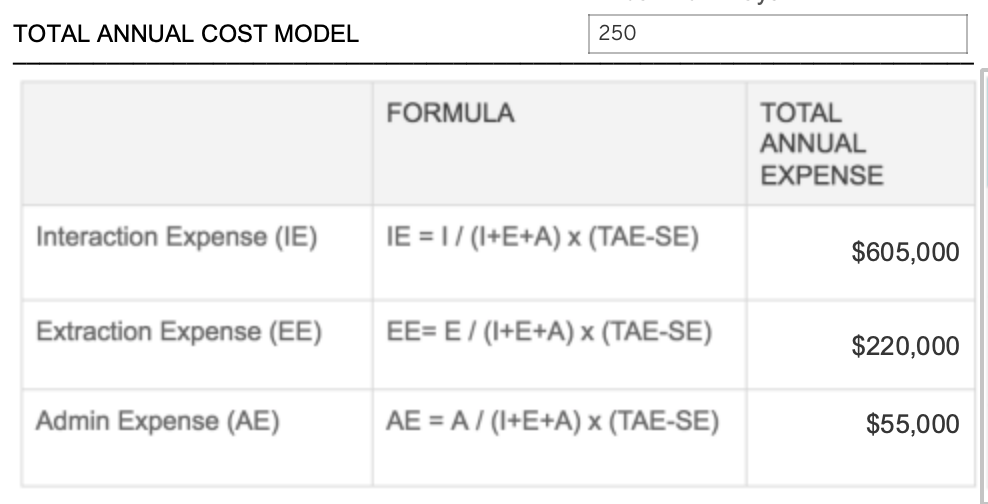 TOTAL ANNUAL COST MODEL
250
FORMULA
TOTAL
ANNUAL
EXPENSE
Interaction Expense (IE)
IE = I / (I+E+A) x (TAE-SE)
$605,000
Extraction Expense (EE)
EE= E / (I+E+A) x (TAE-SE)
$220,000
Admin Expense (AE)
AE = A / (I+E+A) x (TAE-SE)
$55,000